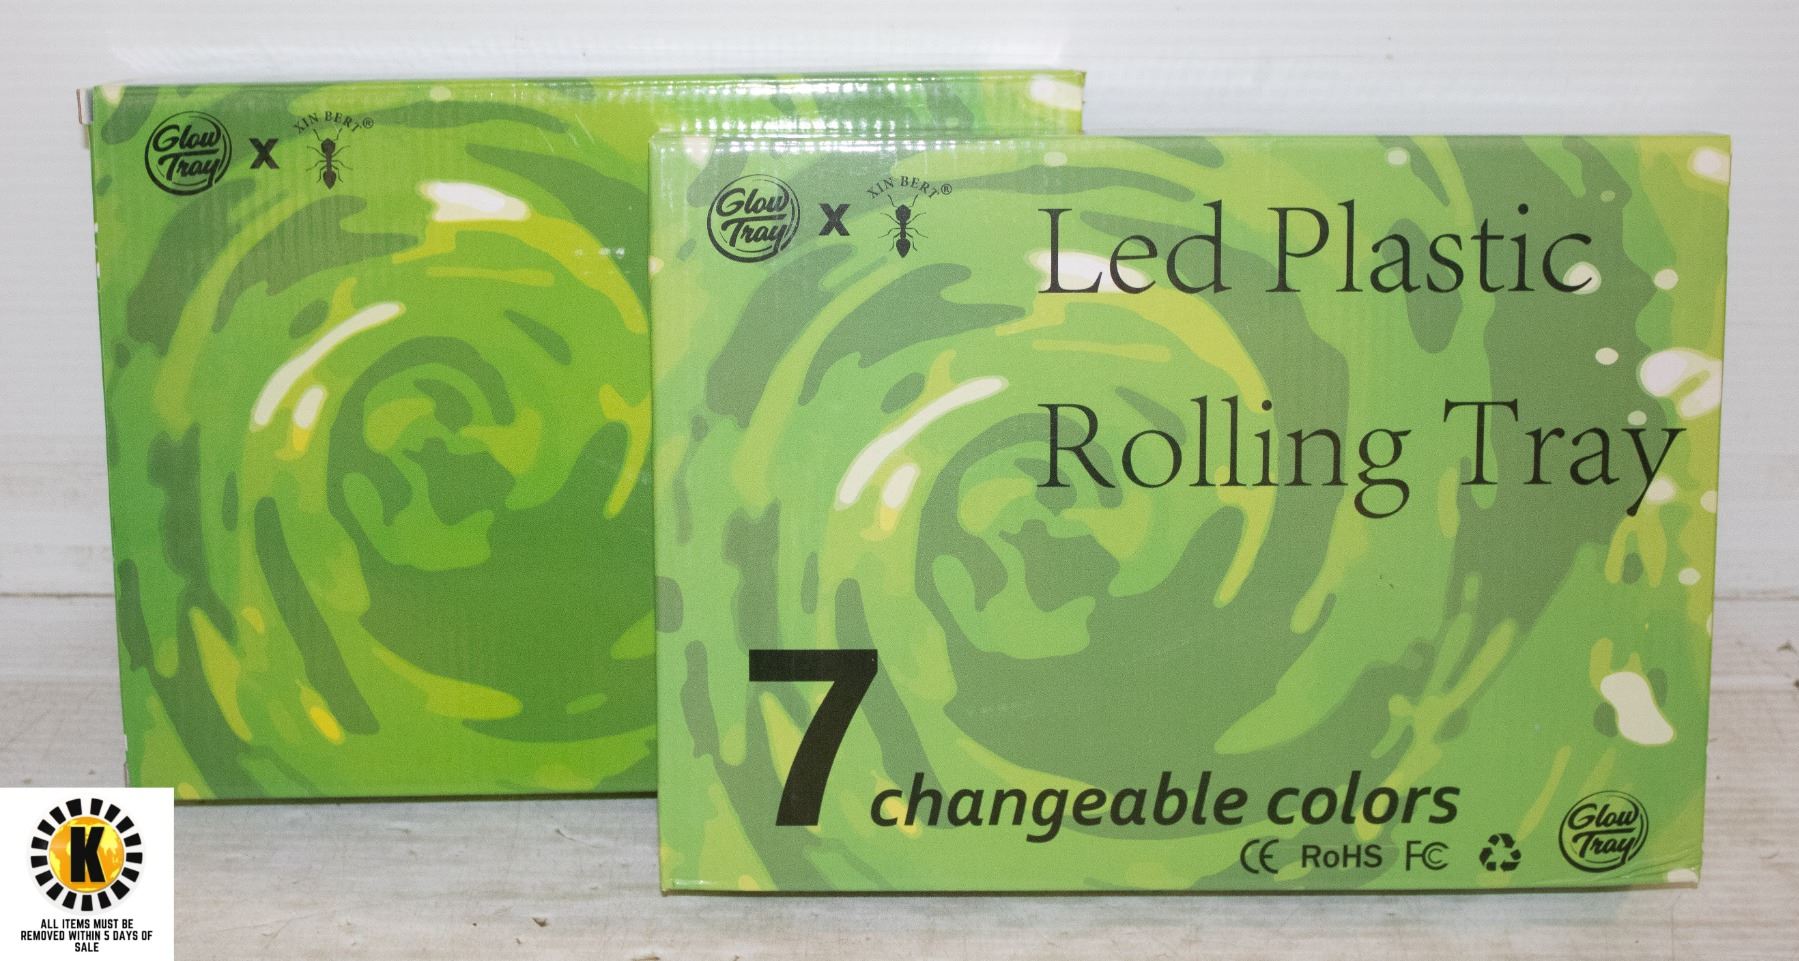 Glow
Tray
X
XIN BERT®
Glow
Tray
X
XIN BERT®
Led Plastic
Rolling Tray
7 changeable colors
CE RoHS FC
Glow
Tray
K
ALL ITEMS MUST BE
REMOVED WITHIN 5 DAYS OF
SALE